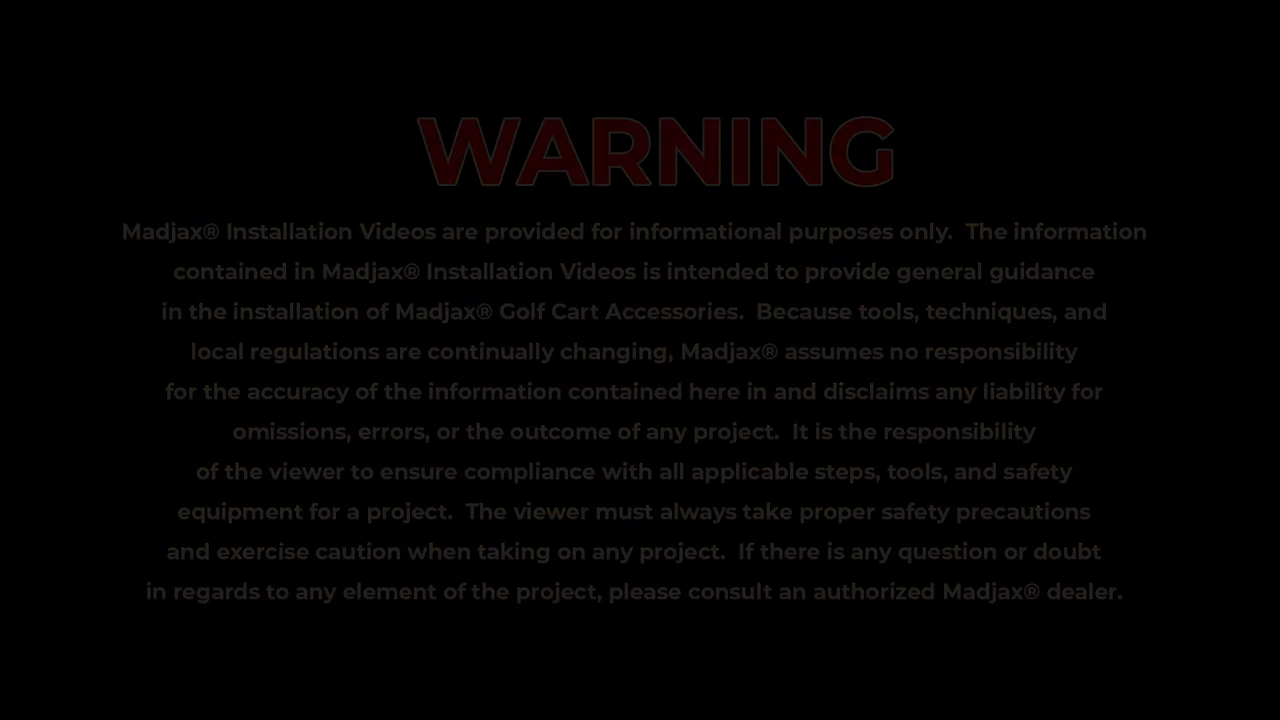 WARNING
Madjax® Installation Videos are provided for informational purposes only.  The information
contained in Madjax® Installation Videos is intended to provide general guidance
in the installation of Madjax® Golf Cart Accessories.  Because tools, techniques, and
local regulations are continually changing, Madjax® assumes no responsibility
for the accuracy of the information contained here in and disclaims any liability for
omissions, errors, or the outcome of any project.  It is the responsibility
of the viewer to ensure compliance with all applicable steps, tools, and safety
equipment for a project.  The viewer must always take proper safety precautions
and exercise caution when taking on any project.  If there is any question or doubt
in regards to any element of the project, please consult an authorized Madjax® dealer.